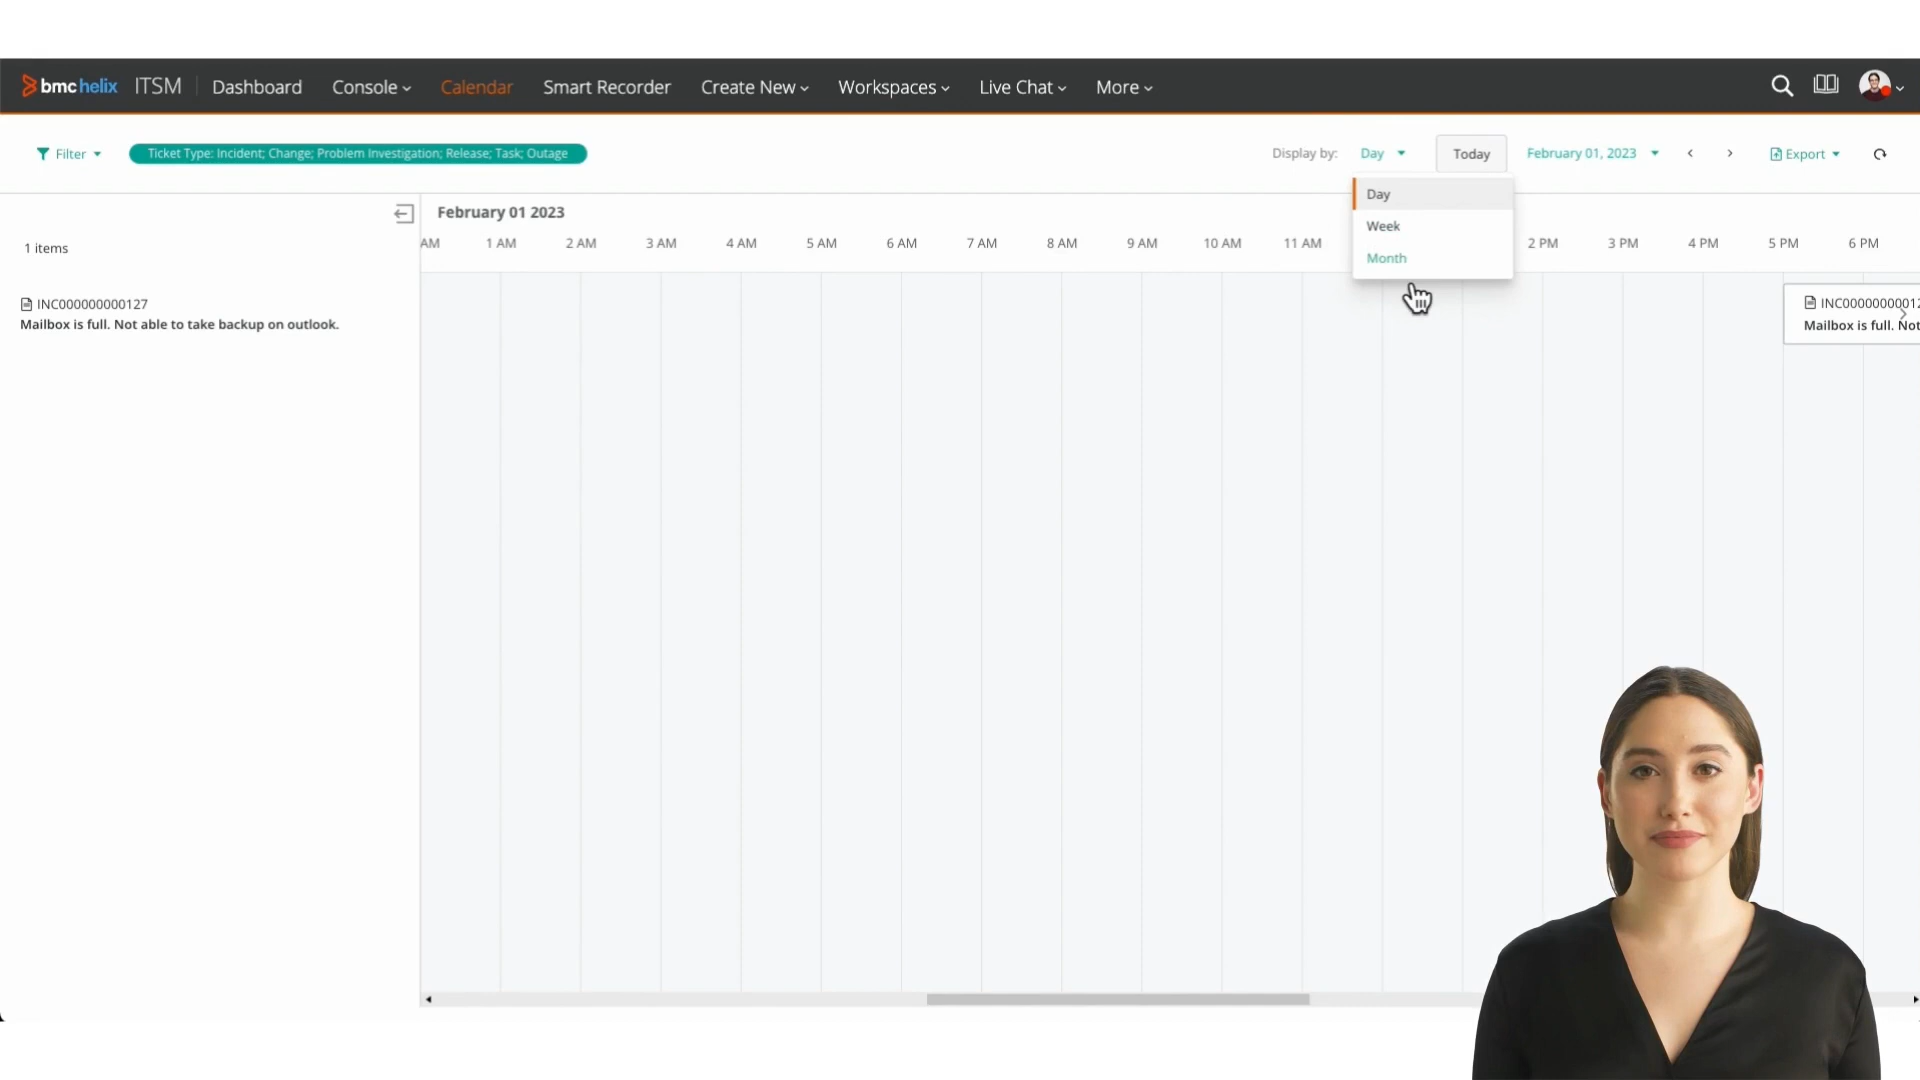 bmc helix ITSM Dashboard Console Calendar Smart Recorder Create New Workspaces Live Chat More
Filter Ticket Type: Incident; Change; Problem Investigation; Release; Task; Outage Display by: Day Today February 01, 2023 Export
Day
Week
Month
February 01 2023
1 items
AM 1 AM 2 AM 3 AM 4 AM 5 AM 6 AM 7 AM 8 AM 9 AM 10 AM 11 AM 2 PM 3 PM 4 PM 5 PM 6 PM
INC000000000127
Mailbox is full. Not able to take backup on outlook.
INC00000000012
Mailbox is full. Not